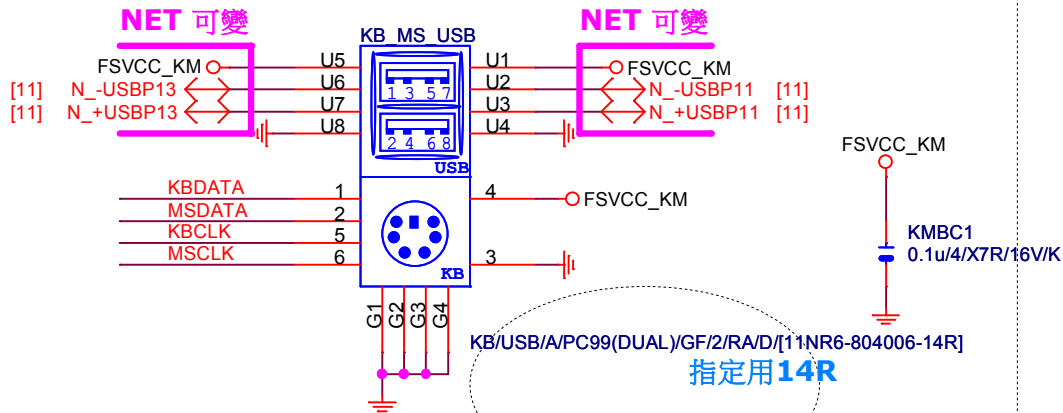 NET 可變
NET 可變
KB_MS_USB
FSVCC_KM U5 U1 FSVCC_KM
[11] N_-USBP13 U6 U2 N_-USBP11 [11]
[11] N_+USBP13 U7 U3 N_+USBP11 [11]
U8 U4
1 3 5 7
2 4 6 8
USB
FSVCC_KM
KBDATA 1 4 FSVCC_KM
MSDATA 2
KBCLK 5
MSCLK 6 3
KB
KMBC1
0.1u/4/X7R/16V/K
G1 G2 G3 G4
KB/USB/A/PC99(DUAL)/GF/2/RA/D/[11NR6-804006-14R]
指定用14R